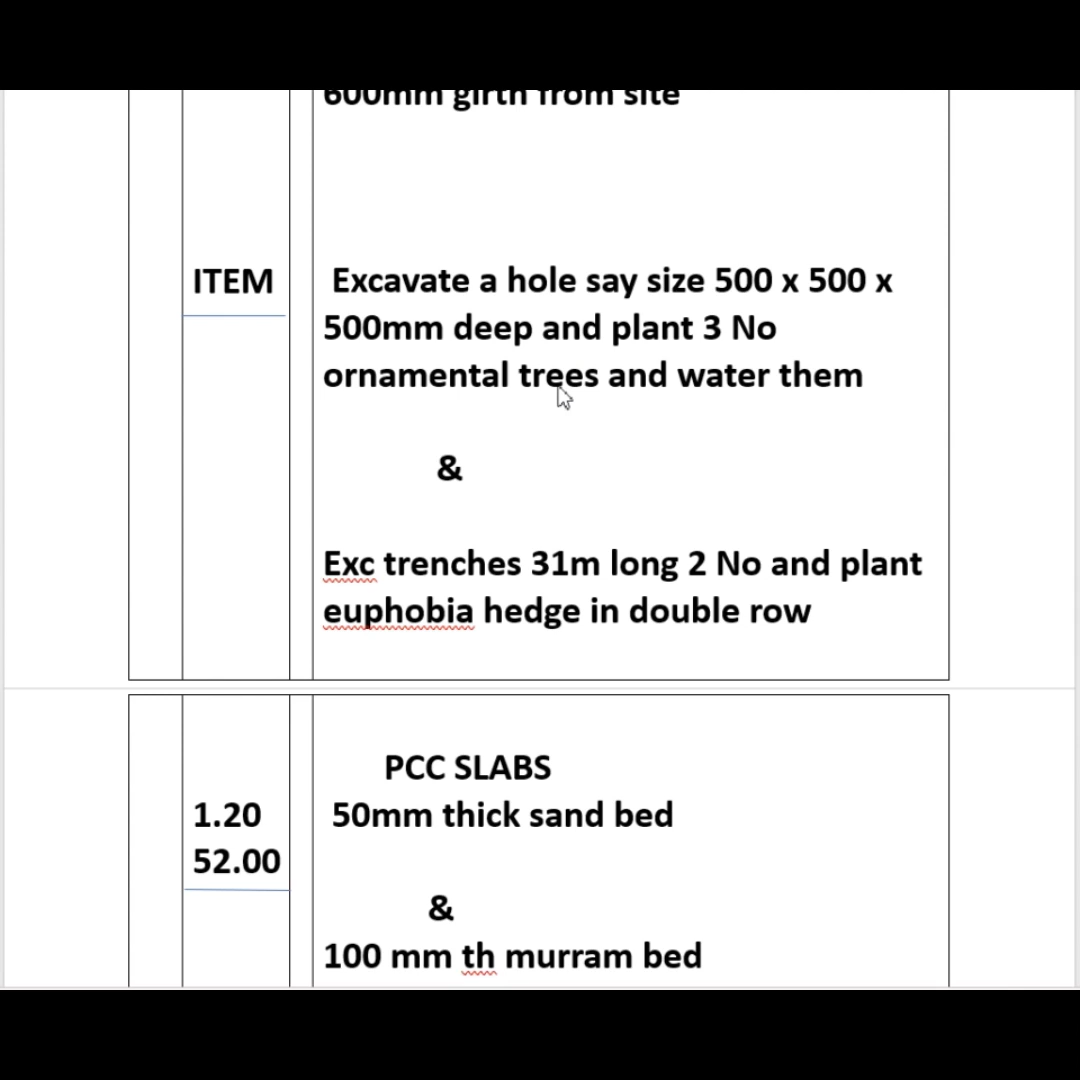 600mm girth from site
ITEM
Excavate a hole say size 500 x 500 x
500mm deep and plant 3 No
ornamental trees and water them
&
Exc trenches 31m long 2 No and plant
euphobia hedge in double row
PCC SLABS
1.20
50mm thick sand bed
52.00
&
100 mm th murram bed